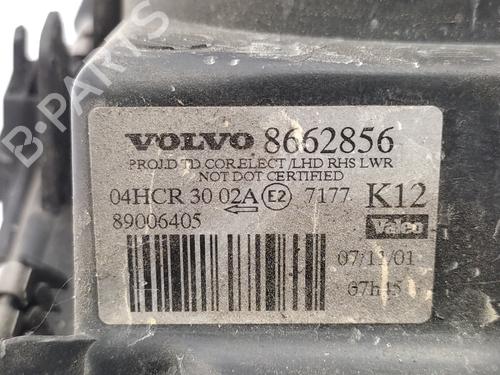 VOLVO 8662856
PROJ.D TD COR.ELECT /LHD RHS LWR
NOT DOT CERTIFIED
04HCR 30 02A E2 7177 K12
89006405 Valeo
07/11/01
07h45
B-PARTS